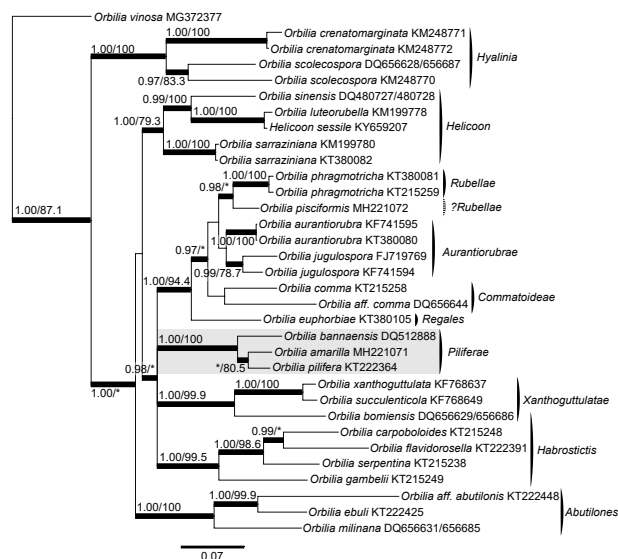 Orbilia vinosa MG372377
Orbilia crenatomarginata KM248771
1.00/100
Orbilia crenatomarginata KM248772
1.00/100
Hyalinia
Orbilia scolecospora DQ656628/656687
0.97/83.3
Orbilia scolecospora KM248770
0.99/100
Orbilia sinensis DQ480727/480728
1.00/100
Orbilia luteorubella KM199778
1.00/79.3
Helicoon sessile KY659207
Helicoon
1.00/100
Orbilia sarraziniana KM199780
Orbilia sarraziniana KT380082
1.00/100
Orbilia phragmotricha KT380081
0.98/*
Rubellae
Orbilia phragmotricha KT215259
Orbilia pisciformis MH221072
?Rubellae
1.00/87.1
Orbilia aurantiorubra KF741595
1.00/100
Orbilia aurantiorubra KT380080
0.97/*
Aurantiorubrae
Orbilia jugulospora FJ719769
0.99/78.7
Orbilia jugulospora KF741594
1.00/94.4
Orbilia comma KT215258
Commatoideae
Orbilia aff. comma DQ656644
Orbilia euphorbiae KT380105
Regales
1.00/100
Orbilia bannaensis DQ512888
Orbilia amarilla MH221071
Piliferae
*/80.5
Orbilia pilifera KT222364
0.98/*
1.00/*
1.00/100
Orbilia xanthoguttulata KF768637
1.00/99.9
Orbilia succulenticola KF768649
Xanthoguttulatae
Orbilia bomiensis DQ656629/656686
0.99/*
Orbilia carpoboloides KT215248
1.00/98.6
Orbilia flavidorosella KT222391
Habrostictis
1.00/99.5
Orbilia serpentina KT215238
Orbilia gambelii KT215249
1.00/99.9
Orbilia aff. abutilonis KT222448
1.00/100
Orbilia ebuli KT222425
Abutilones
Orbilia milinana DQ656631/656685
0.07